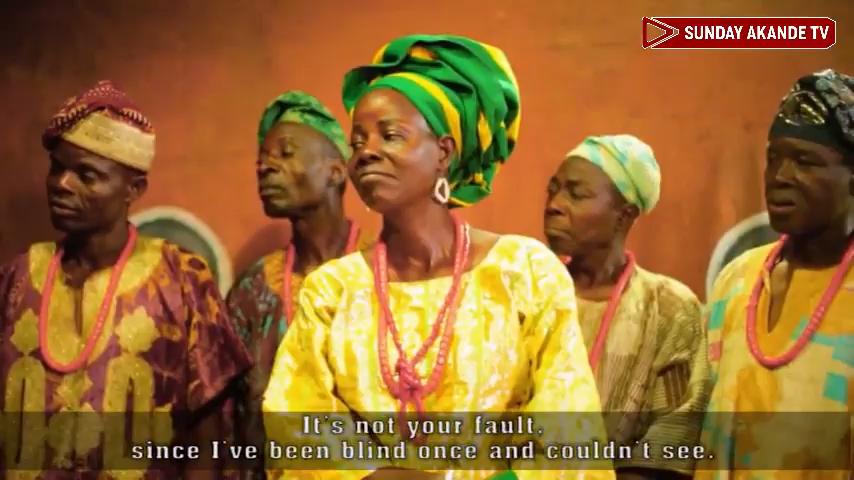 SUNDAY AKANDE TV
It's not your fault,
since I've been blind once and couldn't see.